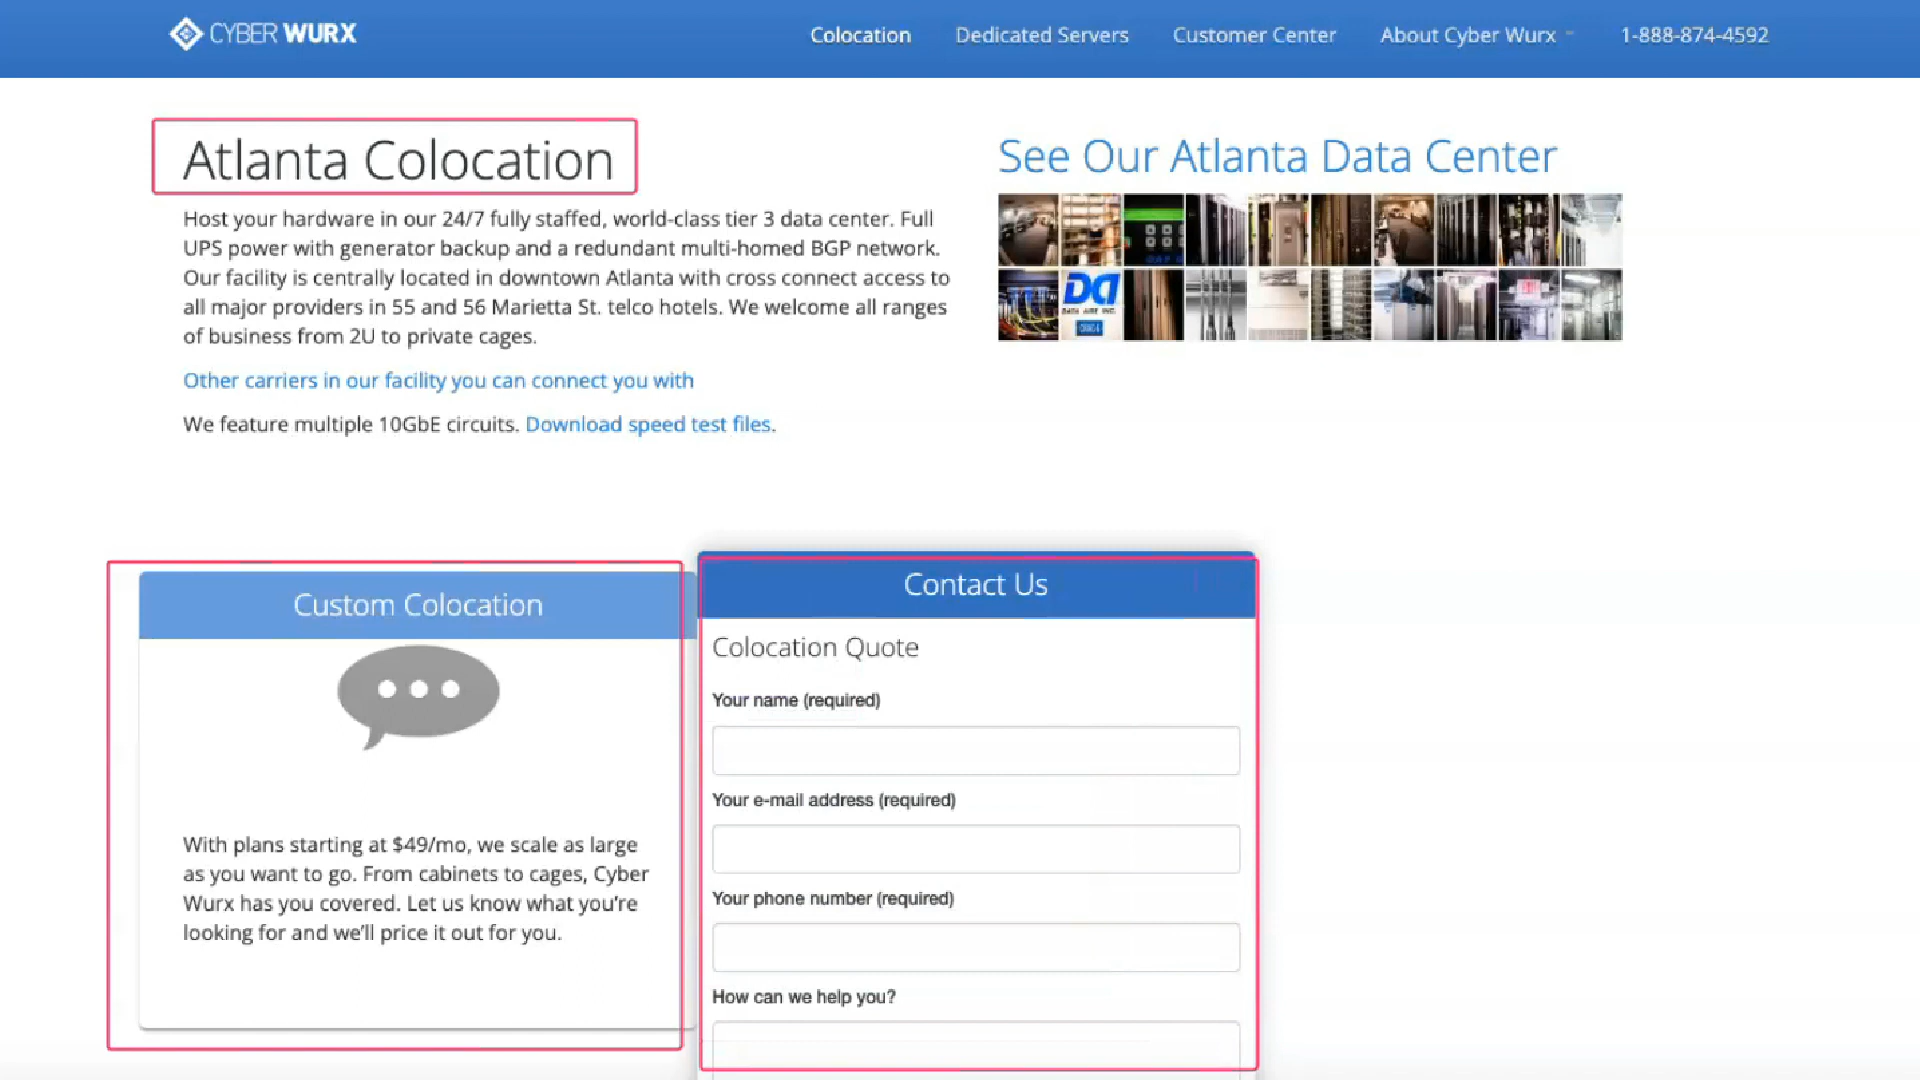 CYBER WURX
Colocation
Dedicated Servers
Customer Center
About Cyber Wurx
1-888-874-4592
Atlanta Colocation
Host your hardware in our 24/7 fully staffed, world-class tier 3 data center. Full
UPS power with generator backup and a redundant multi-homed BGP network.
Our facility is centrally located in downtown Atlanta with cross connect access to
all major providers in 55 and 56 Marietta St. telco hotels. We welcome all ranges
of business from 2U to private cages.
Other carriers in our facility you can connect you with
We feature multiple 10GbE circuits. Download speed test files.
See Our Atlanta Data Center
DATA AIRE INC.
Custom Colocation
With plans starting at $49/mo, we scale as large
as you want to go. From cabinets to cages, Cyber
Wurx has you covered. Let us know what you’re
looking for and we’ll price it out for you.
Contact Us
Colocation Quote
Your name (required)
Your e-mail address (required)
Your phone number (required)
How can we help you?